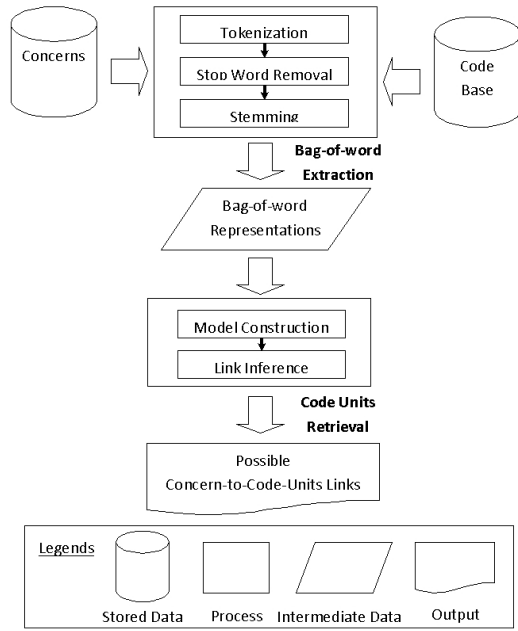 Concerns
Tokenization
Stop Word Removal
Stemming
Code
Base
Bag-of-word
Extraction
Bag-of-word
Representations
Model Construction
Link Inference
Code Units
Retrieval
Possible
Concern-to-Code-Units Links
Legends
Stored Data
Process
Intermediate Data
Output